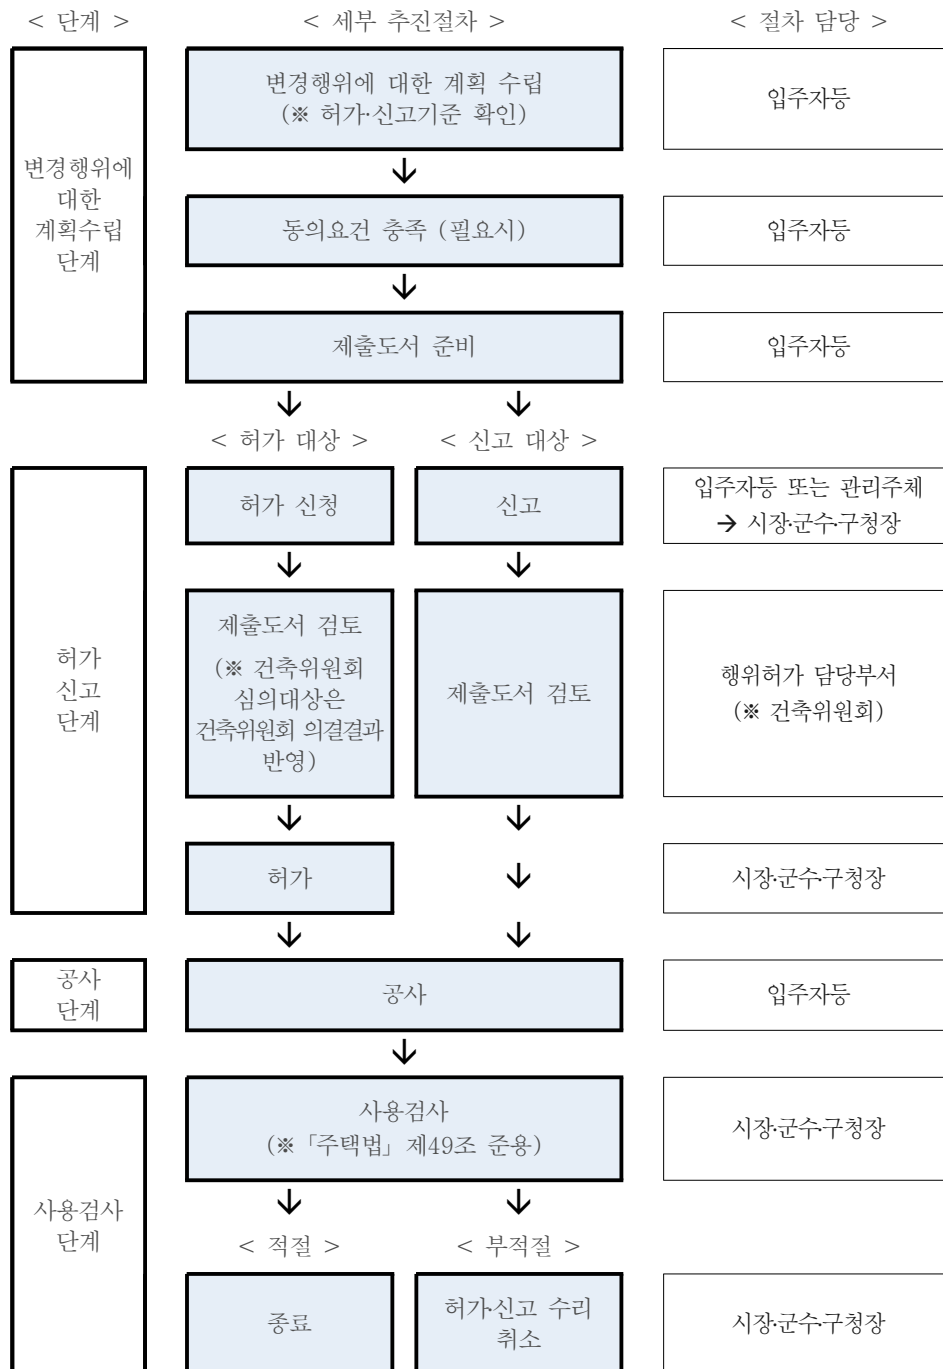 < 단계 >
< 세부 추진절차 >
< 절차 담당 >
변경행위에
대한
계획수립
단계
변경행위에 대한 계획 수립
(※ 허가·신고기준 확인)
입주자등
↓
동의요건 충족 (필요시)
입주자등
↓
제출도서 준비
입주자등
↓ ↓
< 허가 대상 >
< 신고 대상 >
허가
신고
단계
허가 신청
신고
입주자등 또는 관리주체
→ 시장·군수·구청장
↓ ↓
제출도서 검토
(※ 건축위원회
심의대상은
건축위원회 의결결과
반영)
제출도서 검토
행위허가 담당부서
(※ 건축위원회)
↓ ↓
허가
↓
시장·군수·구청장
↓ ↓
공사
단계
공사
입주자등
↓
사용검사
단계
사용검사
(※「주택법」제49조 준용)
시장·군수·구청장
↓ ↓
< 적절 >
< 부적절 >
종료
허가·신고 수리
취소
시장·군수·구청장